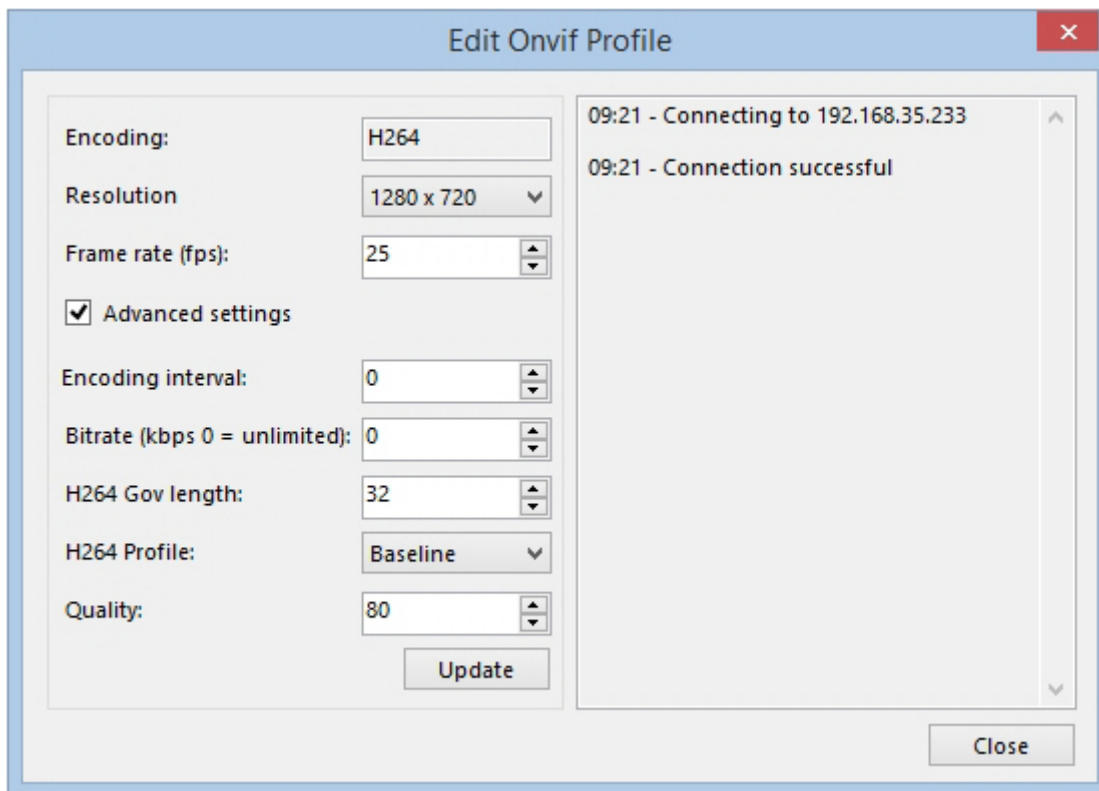 Edit Onvif Profile
Encoding:
H264
Resolution
1280 x 720
Frame rate (fps):
25
Advanced settings
Encoding interval:
0
Bitrate (kbps 0 = unlimited):
0
H264 Gov length:
32
H264 Profile:
Baseline
Quality:
80
Update
09:21 - Connecting to 192.168.35.233
09:21 - Connection successful
Close